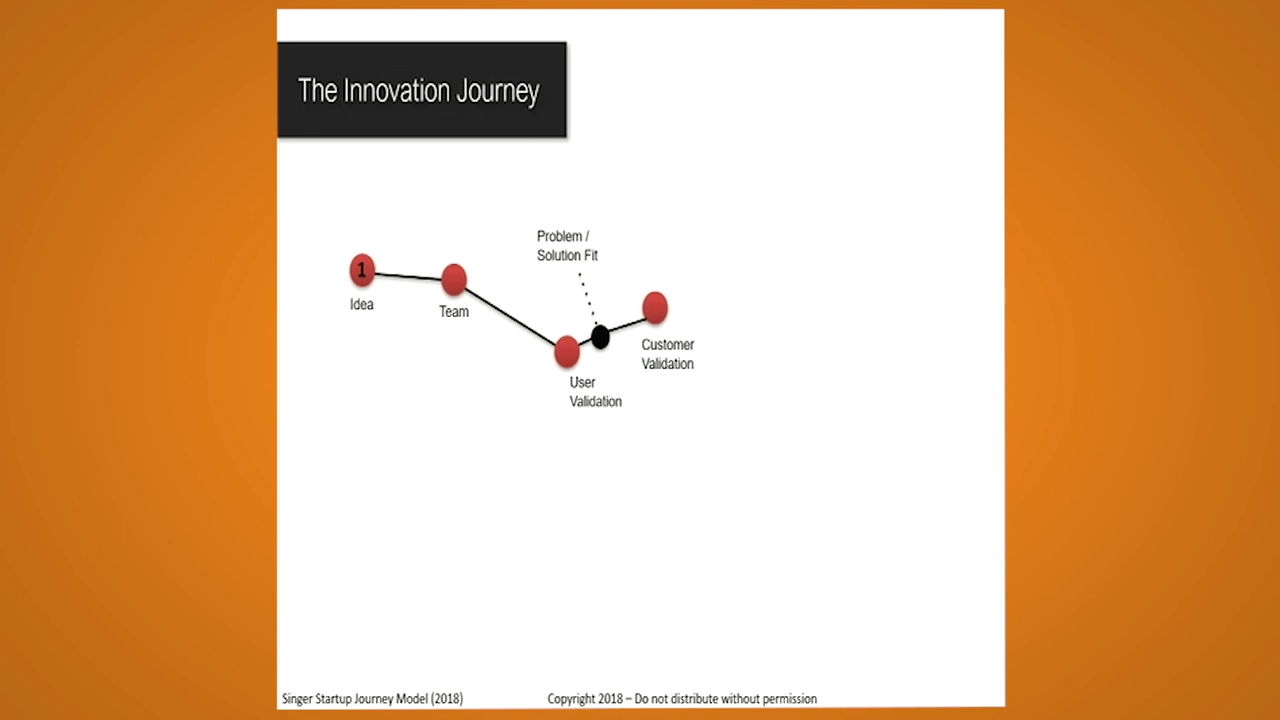 The Innovation Journey
Problem /
Solution Fit
1
Idea
Team
Customer
Validation
User
Validation
Singer Startup Journey Model (2018)
Copyright 2018 – Do not distribute without permission